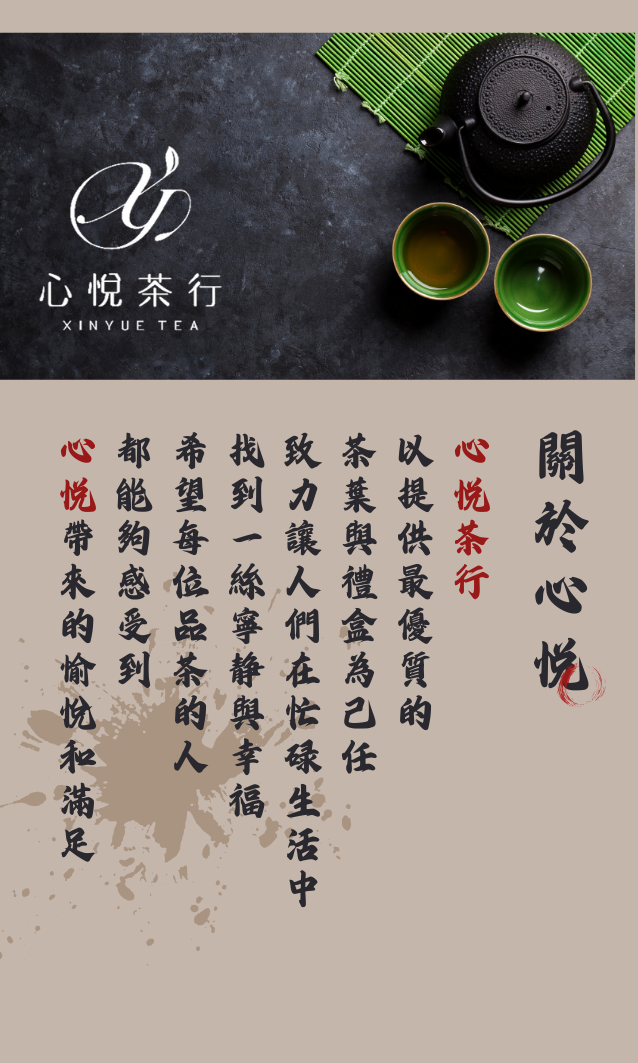 心悅茶行
XINYUE TEA
關於心悅
心悅茶行
以提供最優質的
茶葉與禮盒為己任
致力讓人們在忙碌生活中
找到一絲寧靜與幸福
希望每位品茶的人
都能夠感受到
心悅帶來的愉悅和滿足